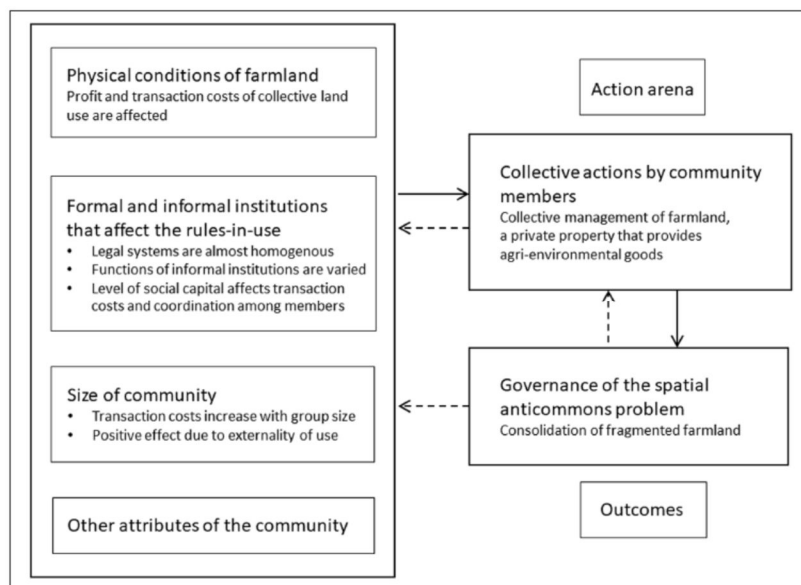 Physical conditions of farmland
Profit and transaction costs of collective land
use are affected
Formal and informal institutions
that affect the rules-in-use
• Legal systems are almost homogenous
• Functions of informal institutions are varied
• Level of social capital affects transaction
costs and coordination among members
Size of community
• Transaction costs increase with group size
• Positive effect due to externality of use
Other attributes of the community
Action arena
Collective actions by community
members
Collective management of farmland,
a private property that provides
agri-environmental goods
Governance of the spatial
anticommons problem
Consolidation of fragmented farmland
Outcomes